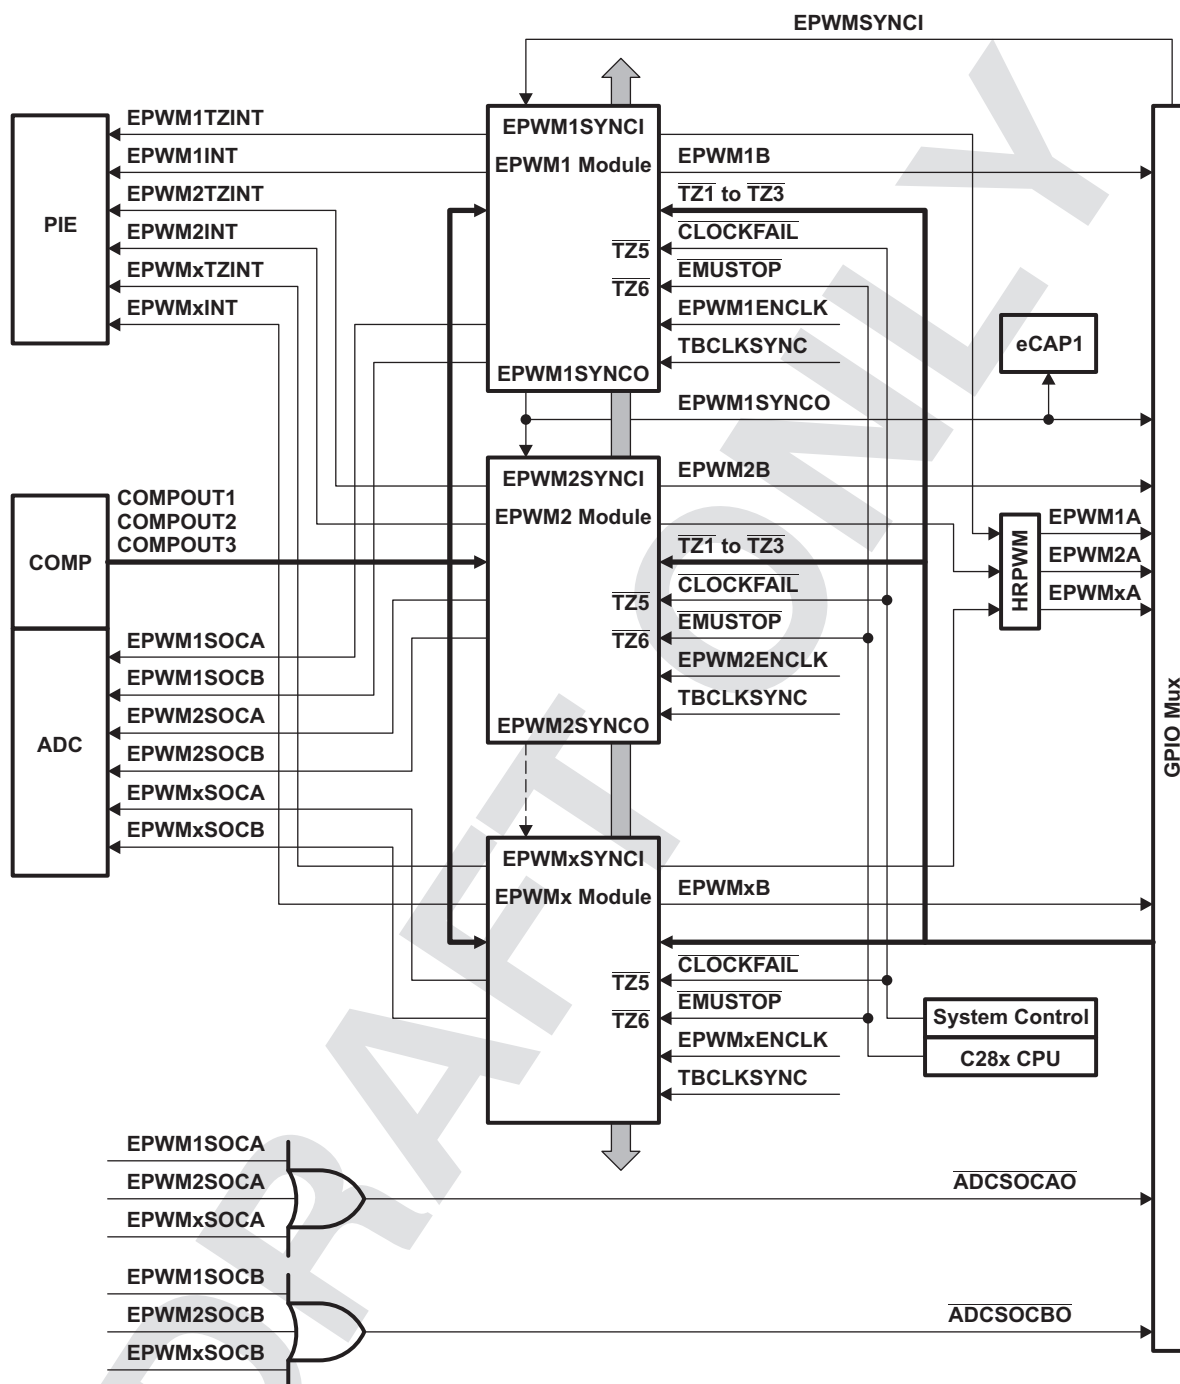 EPWMSYNCI
EPWM1TZINT
EPWM1INT
EPWM2TZINT
EPWM2INT
EPWMxTZINT
EPWMxINT
PIE
EPWM1SYNCI
EPWM1 Module
TZ5
TZ6
EPWM1SYNCO
EPWM1B
TZ1 to TZ3
CLOCKFAIL
EMUSTOP
EPWM1ENCLK
TBCLKSYNC
EPWM1SYNCO
eCAP1
COMPOUT1
COMPOUT2
COMPOUT3
COMP
EPWM2SYNCI
EPWM2 Module
TZ5
TZ6
EPWM2SYNCO
EPWM2B
TZ1 to TZ3
CLOCKFAIL
EMUSTOP
EPWM2ENCLK
TBCLKSYNC
HRPWM
EPWM1A
EPWM2A
EPWMxA
GPIO Mux
EPWM1SOCA
EPWM1SOCB
EPWM2SOCA
EPWM2SOCB
EPWMxSOCA
EPWMxSOCB
ADC
EPWMxSYNCI
EPWMx Module
TZ5
TZ6
EPWMxB
CLOCKFAIL
EMUSTOP
EPWMxENCLK
TBCLKSYNC
System Control
C28x CPU
EPWM1SOCA
EPWM2SOCA
EPWMxSOCA
ADCSOCAO
EPWM1SOCB
EPWM2SOCB
EPWMxSOCB
ADCSOCBO
DRAFT ONLY